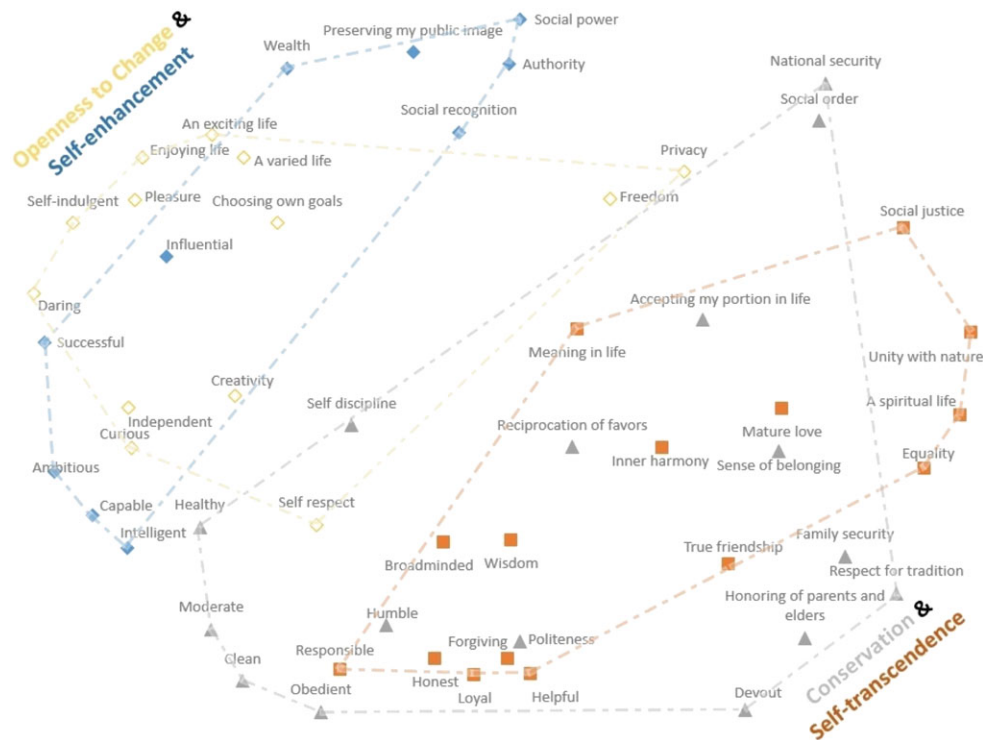 Openness to Change &
Self-enhancement
Social power
Preserving my public image
Wealth
National security
Authority
Social order
Social recognition
An exciting life
Enjoying life
A varied life
Privacy
Self-indulgent
Pleasure
Choosing own goals
Freedom
Social justice
Influential
Daring
Accepting my portion in life
Successful
Meaning in life
Unity with nature
Creativity
Self discipline
A spiritual life
Independent
Curious
Reciprocation of favors
Mature love
Inner harmony
Sense of belonging
Equality
Ambitious
Capable
Healthy
Self respect
Intelligent
Family security
True friendship
Broadminded
Wisdom
Respect for tradition
Honoring of parents and
elders
Moderate
Humble
Forgiving
Politeness
Responsible
Clean
Honest
Obedient
Loyal
Helpful
Devout
Conservation &
Self-transcendence